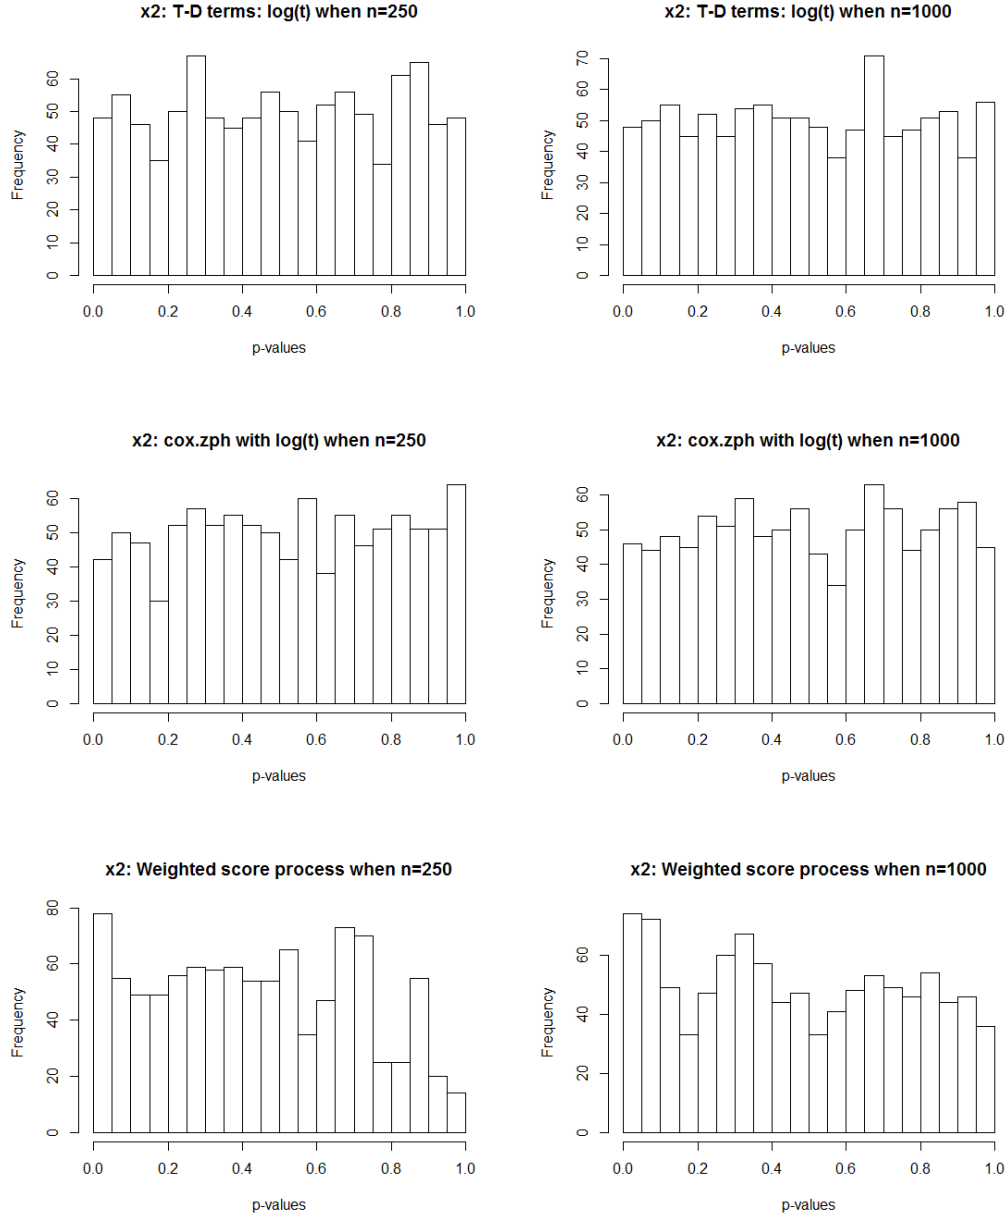 x2: T-D terms: log(t) when n=250
Frequency
0 10 20 30 40 50 60
0.0 0.2 0.4 0.6 0.8 1.0
p-values
x2: T-D terms: log(t) when n=1000
Frequency
0 10 20 30 40 50 60 70
0.0 0.2 0.4 0.6 0.8 1.0
p-values
x2: cox.zph with log(t) when n=250
Frequency
0 10 20 30 40 50 60
0.0 0.2 0.4 0.6 0.8 1.0
p-values
x2: cox.zph with log(t) when n=1000
Frequency
0 10 20 30 40 50 60
0.0 0.2 0.4 0.6 0.8 1.0
p-values
x2: Weighted score process when n=250
Frequency
0 20 40 60 80
0.0 0.2 0.4 0.6 0.8 1.0
p-values
x2: Weighted score process when n=1000
Frequency
0 20 40 60
0.0 0.2 0.4 0.6 0.8 1.0
p-values